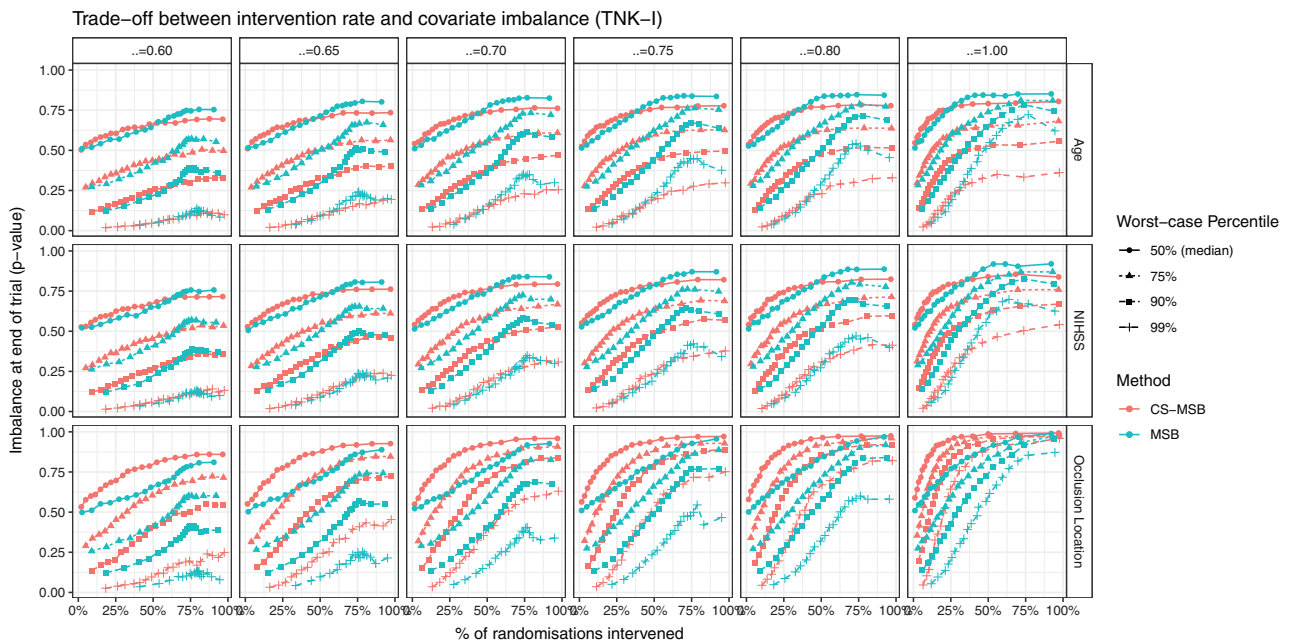 Trade−off between intervention rate and covariate imbalance (TNK−I)
..=0.60 ..=0.65 ..=0.70 ..=0.75 ..=0.80 ..=1.00
1.00
0.75
0.50
0.25
0.00
Age
1.00
0.75
0.50
0.25
0.00
NIHSS
1.00
0.75
0.50
0.25
0.00
Occlusion Location
Imbalance at end of trial (p−value)
0% 25% 50% 75% 100%0% 25% 50% 75% 100%0% 25% 50% 75% 100%0% 25% 50% 75% 100%0% 25% 50% 75% 100%0% 25% 50% 75% 100%
% of randomisations intervened
Worst−case Percentile
50% (median)
75%
90%
99%
Method
CS−MSB
MSB